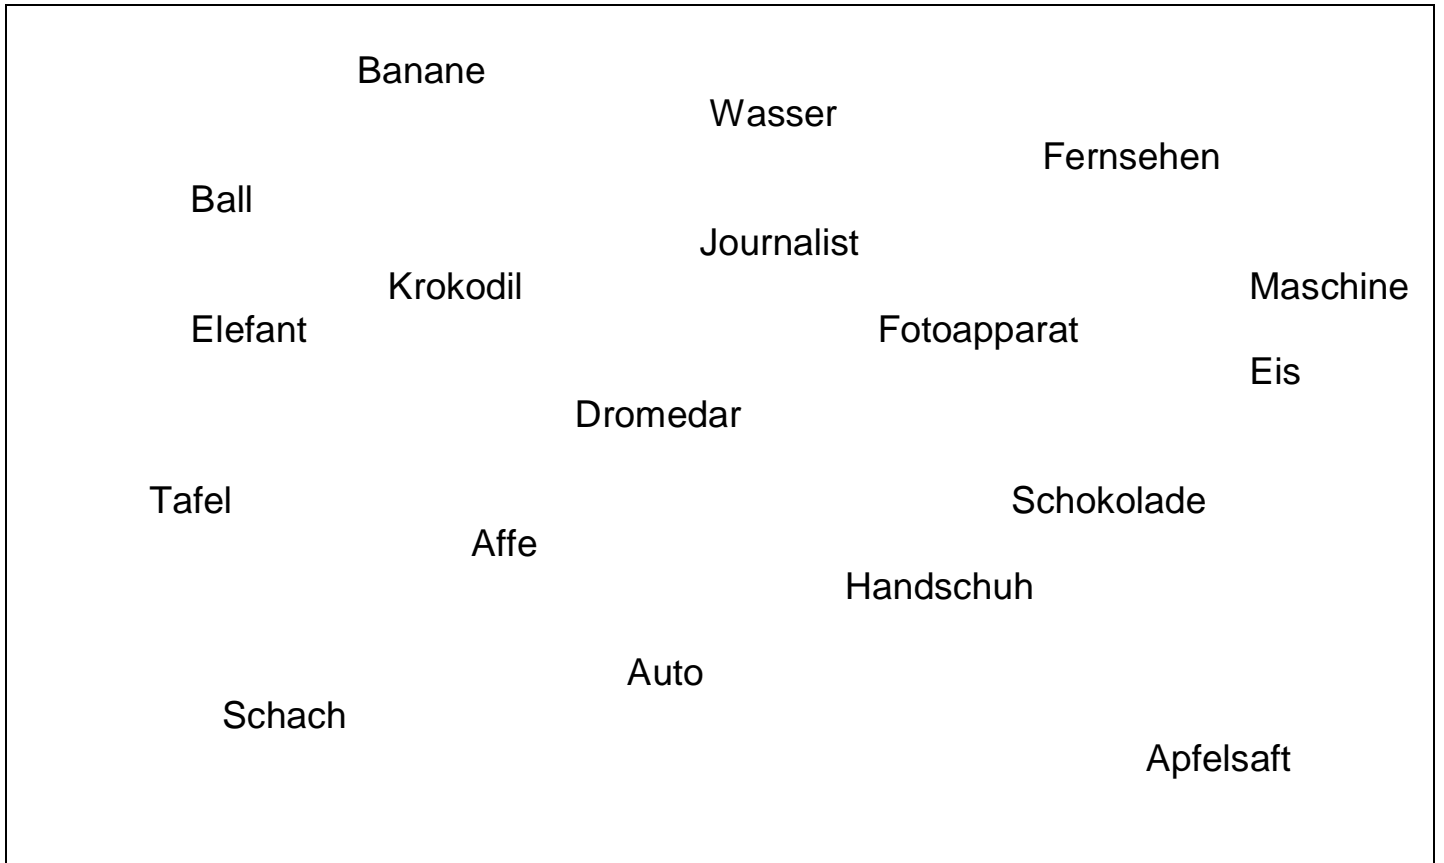 Banane
Wasser
Fernsehen
Ball
Journalist
Krokodil Maschine
Elefant Fotoapparat
Eis
Dromedar
Tafel Schokolade
Affe
Handschuh
Auto
Schach
Apfelsaft